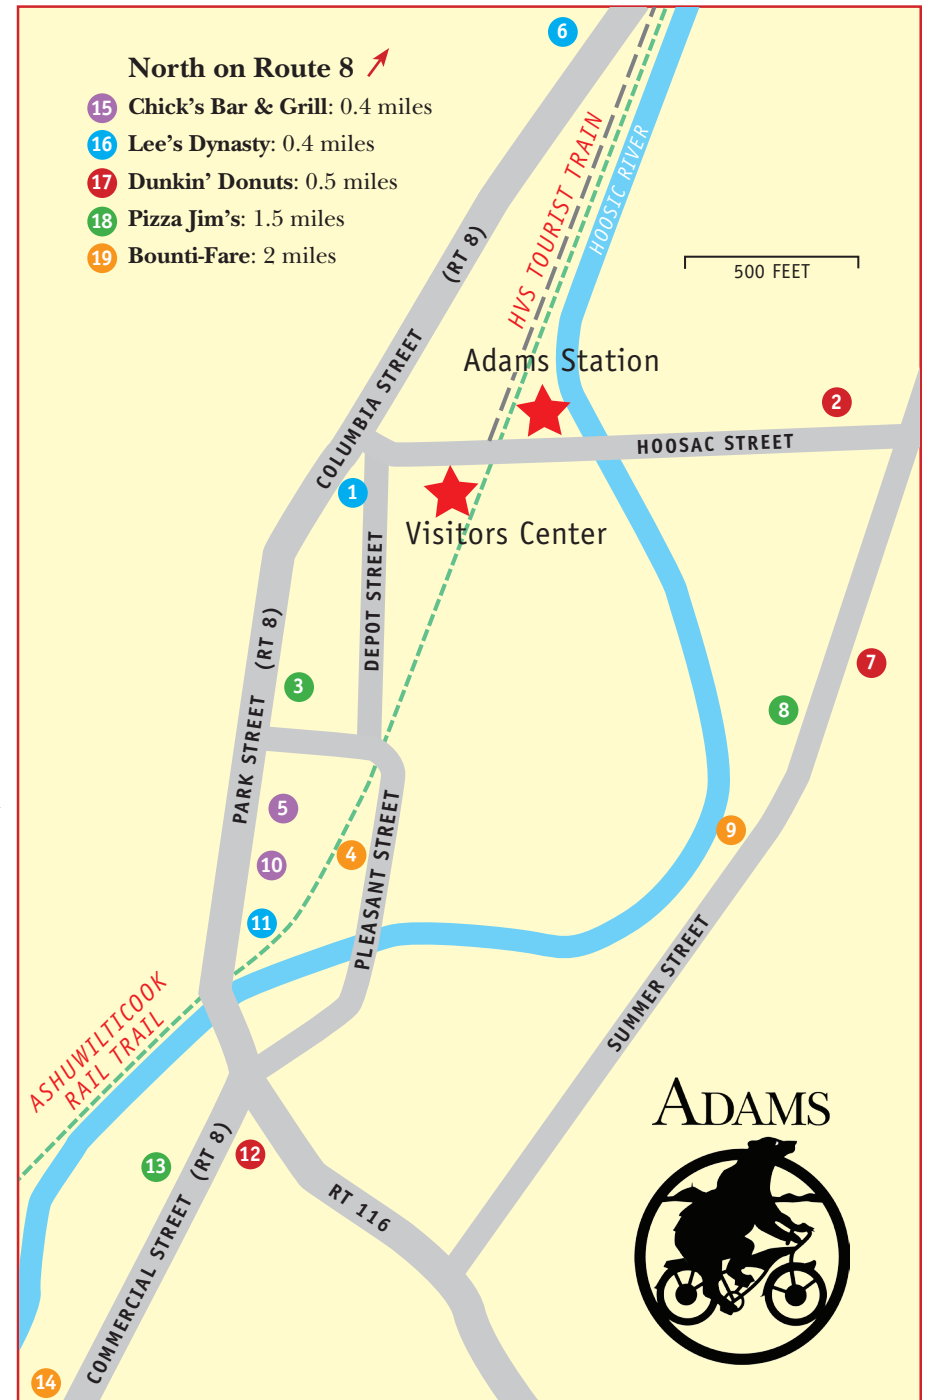 6
North on Route 8
15 Chick's Bar & Grill: 0.4 miles
16 Lee's Dynasty: 0.4 miles
17 Dunkin' Donuts: 0.5 miles
18 Pizza Jim's: 1.5 miles
19 Bounti-Fare: 2 miles
HVS TOURIST TRAIN
HOOSIC RIVER
(RT 8)
500 FEET
COLUMBIA STREET
Adams Station
2
HOOSAC STREET
1
Visitors Center
DEPOT STREET
PARK STREET (RT 8)
3
7
8
5
4
9
10
PLEASANT STREET
11
SUMMER STREET
ASHUWILTICOOK
RAIL TRAIL
ADAMS
13
12
COMMERCIAL STREET (RT 8)
RT 116
14